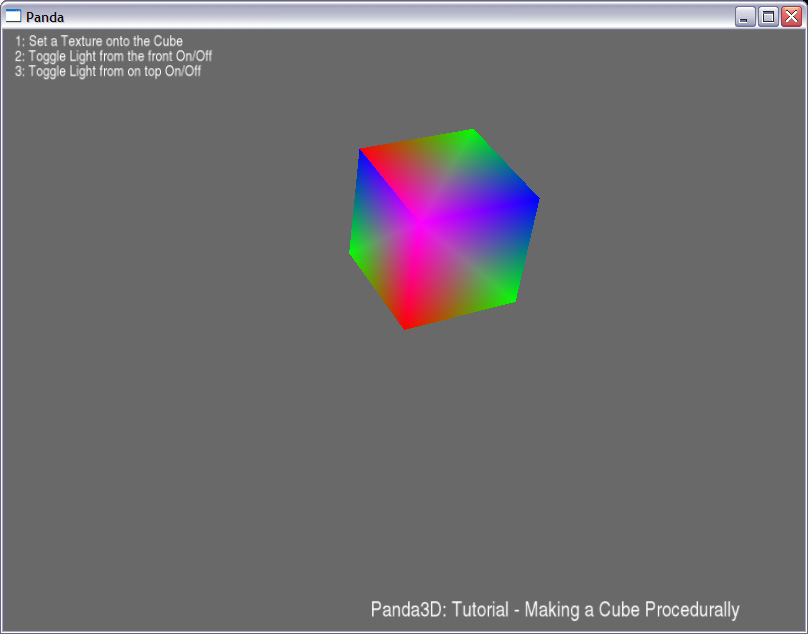 Panda
1: Set a Texture onto the Cube
2: Toggle Light from the front On/Off
3: Toggle Light from on top On/Off
Panda3D: Tutorial - Making a Cube Procedurally